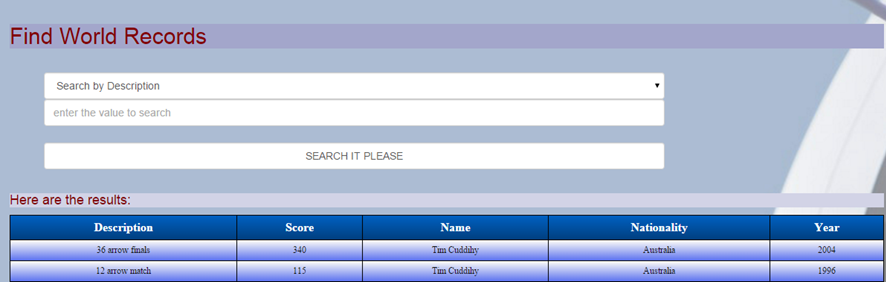 Find World Records
Search by Description
enter the value to search
SEARCH IT PLEASE
Here are the results:
Description Score Name Nationality Year
36 arrow finals 340 Tim Cuddihy Australia 2004
12 arrow match 115 Tim Cuddihy Australia 1996